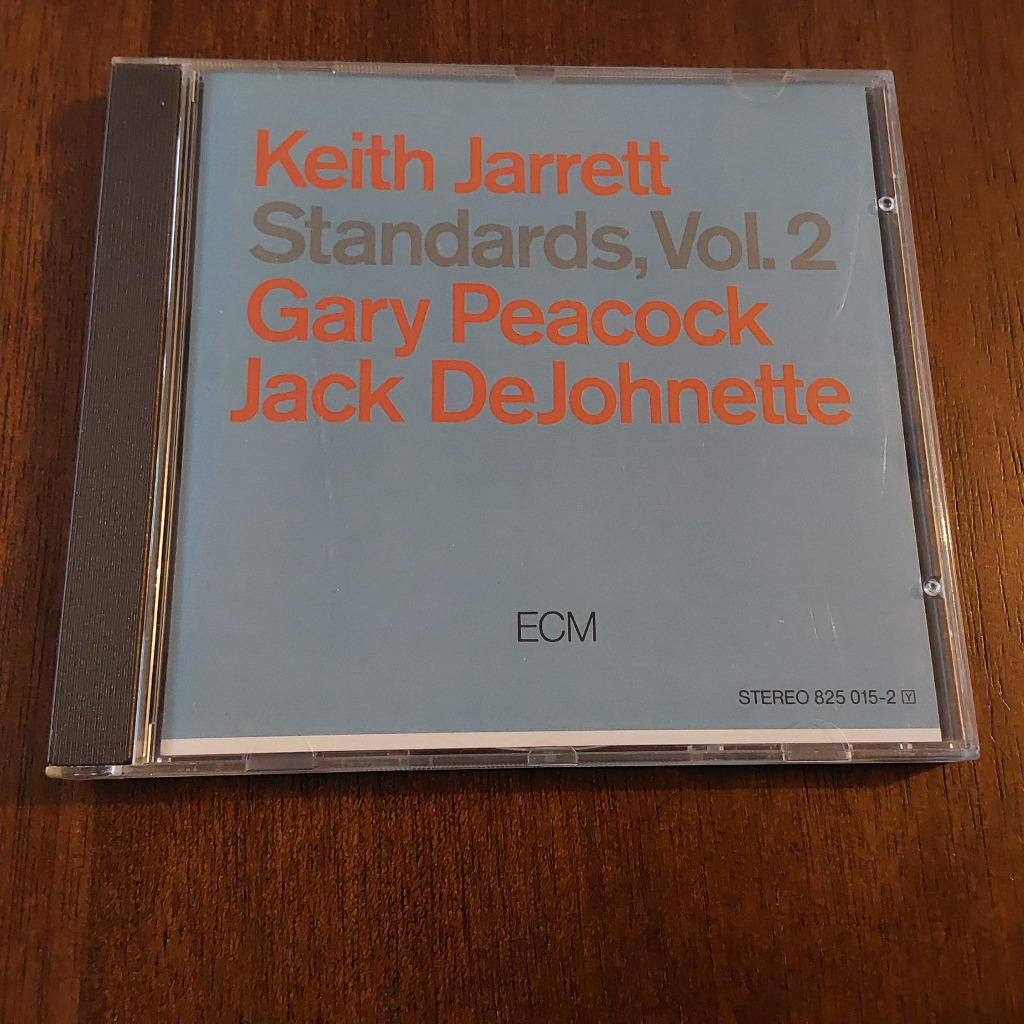 Keith Jarrett
Standards, Vol. 2
Gary Peacock
Jack DeJohnette
ECM
STEREO 825 015-2 Y